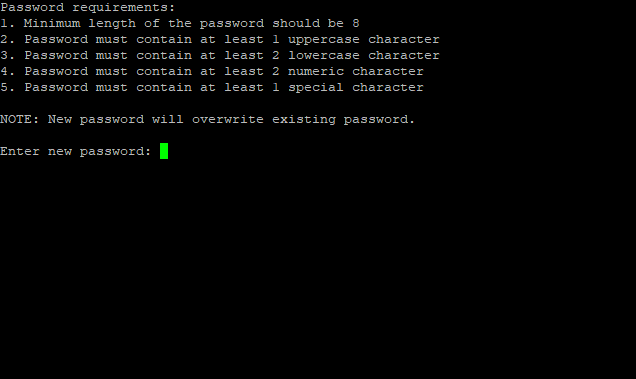 Password requirements:
1. Minimum length of the password should be 8
2. Password must contain at least 1 uppercase character
3. Password must contain at least 2 lowercase character
4. Password must contain at least 2 numeric character
5. Password must contain at least 1 special character
NOTE: New password will overwrite existing password.
Enter new password: